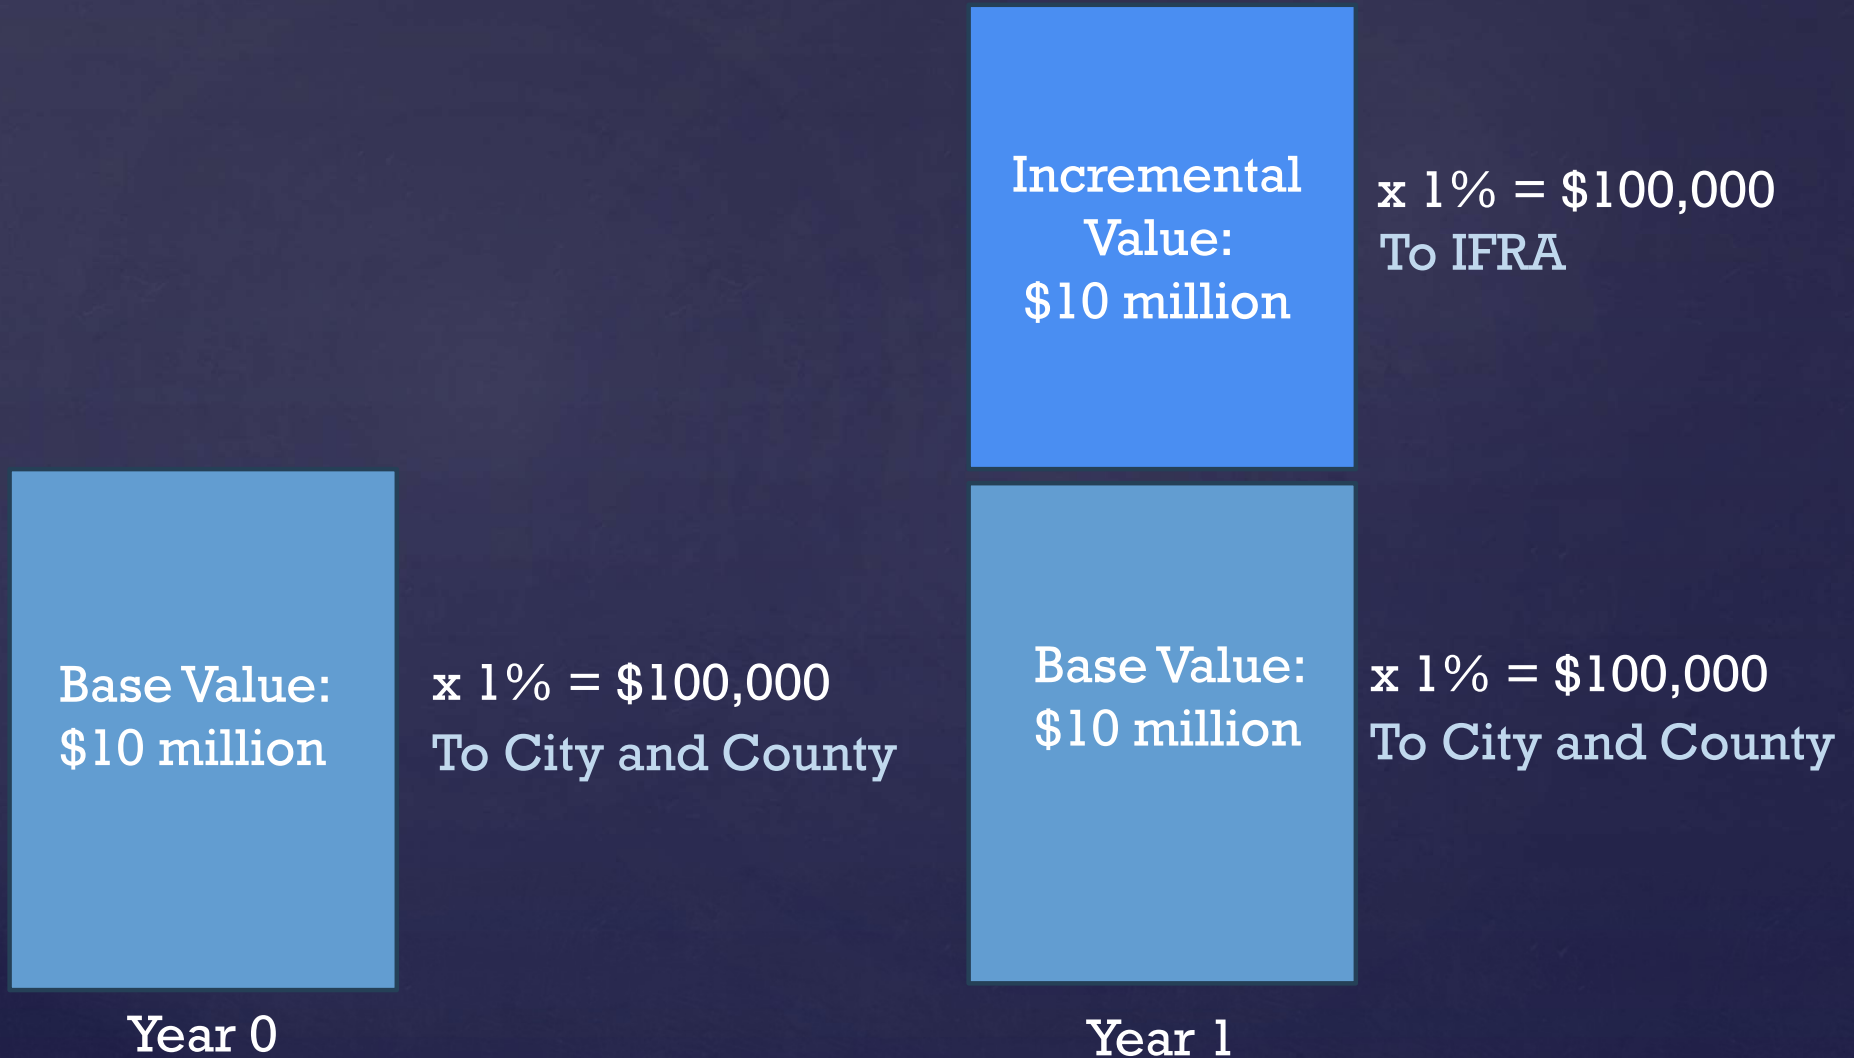 Base Value:
$10 million
x 1% = $100,000
To City and County
Year 0
Incremental
Value:
$10 million
x 1% = $100,000
To IFRA
Base Value:
$10 million
x 1% = $100,000
To City and County
Year 1